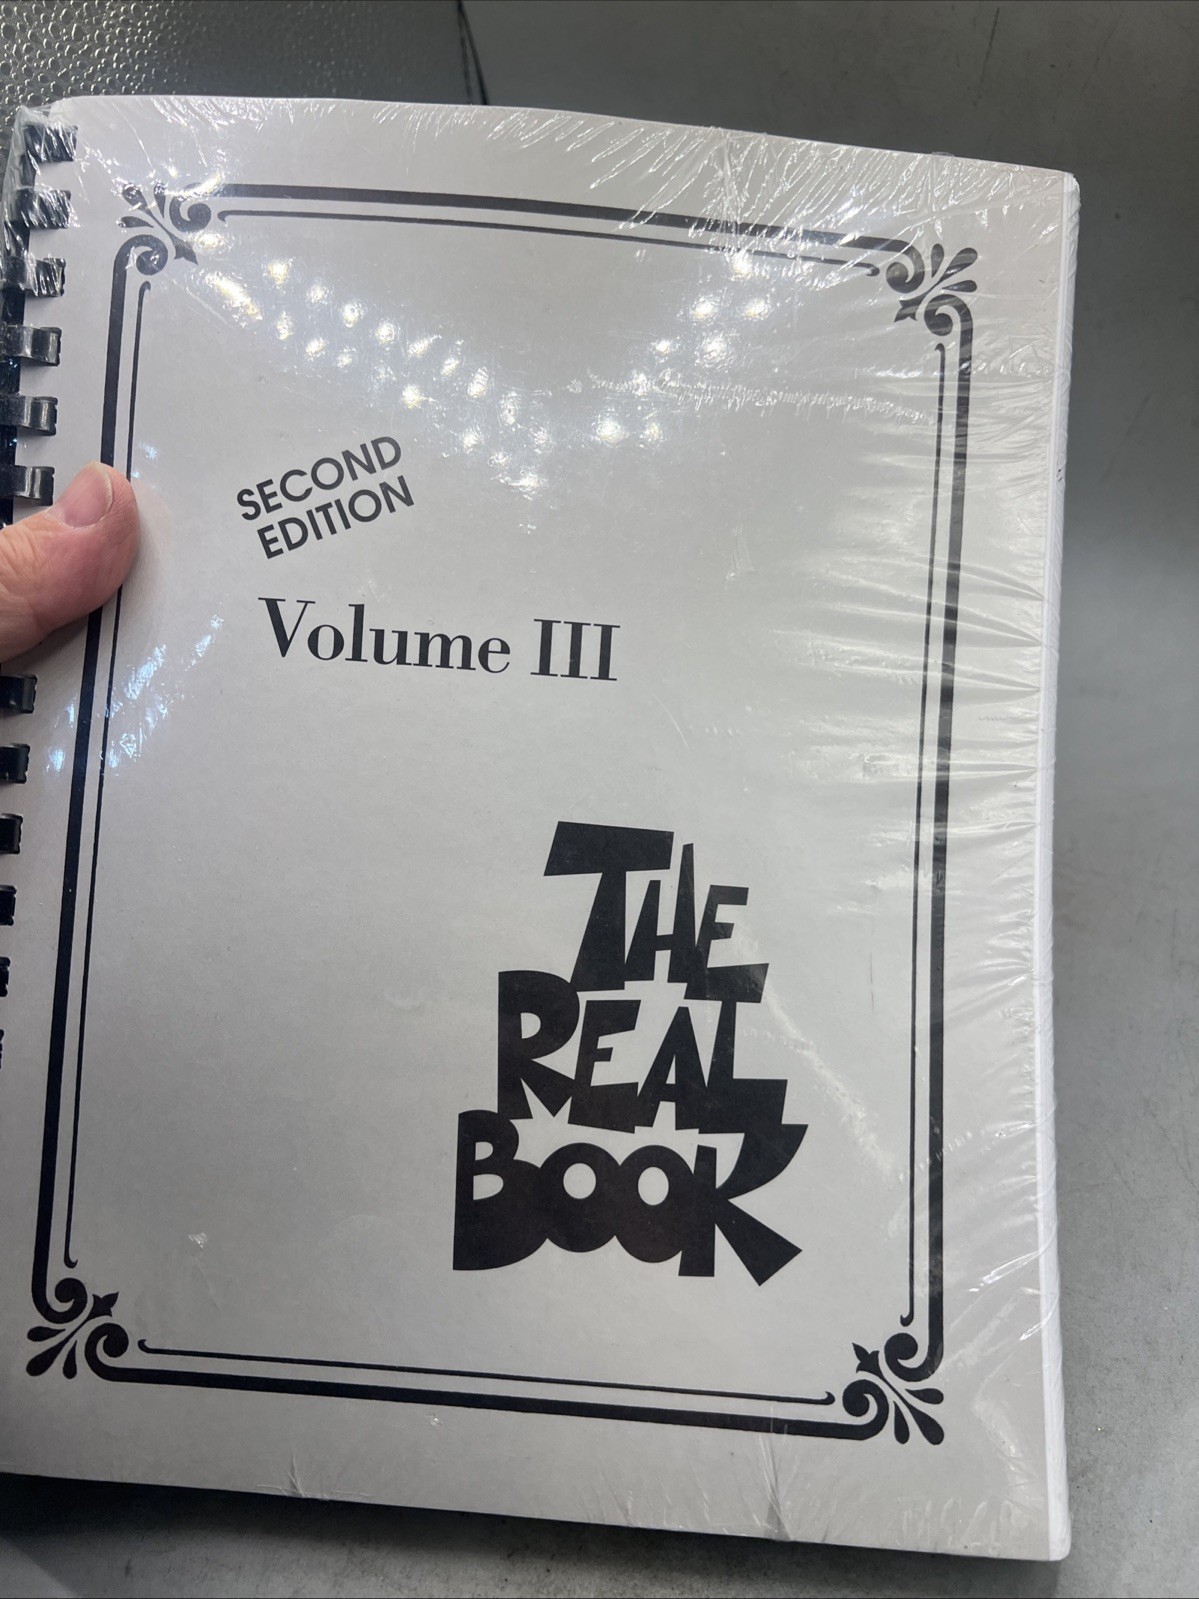 SECOND
EDITION
Volume III
THE
REAL
BOOK